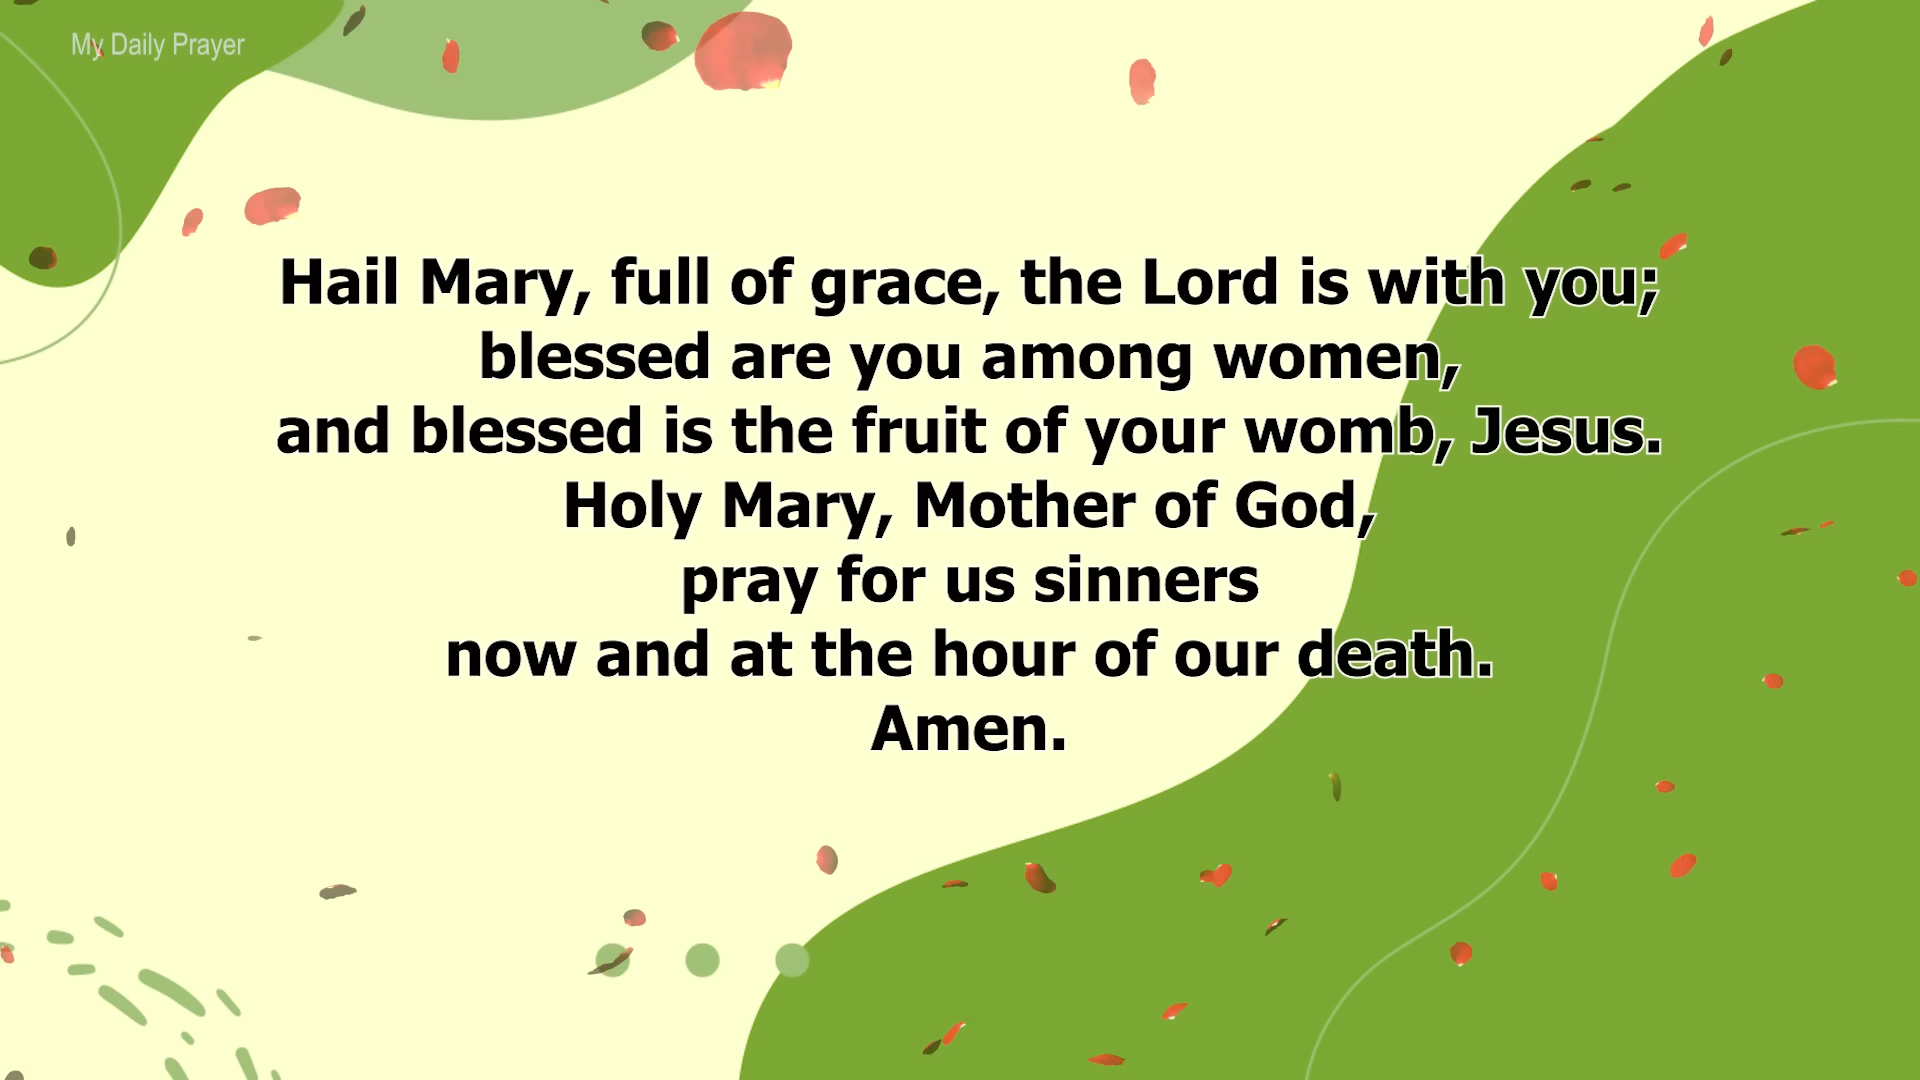 My Daily Prayer
Hail Mary, full of grace, the Lord is with you;
blessed are you among women,
and blessed is the fruit of your womb, Jesus.
Holy Mary, Mother of God,
pray for us sinners
now and at the hour of our death.
Amen.